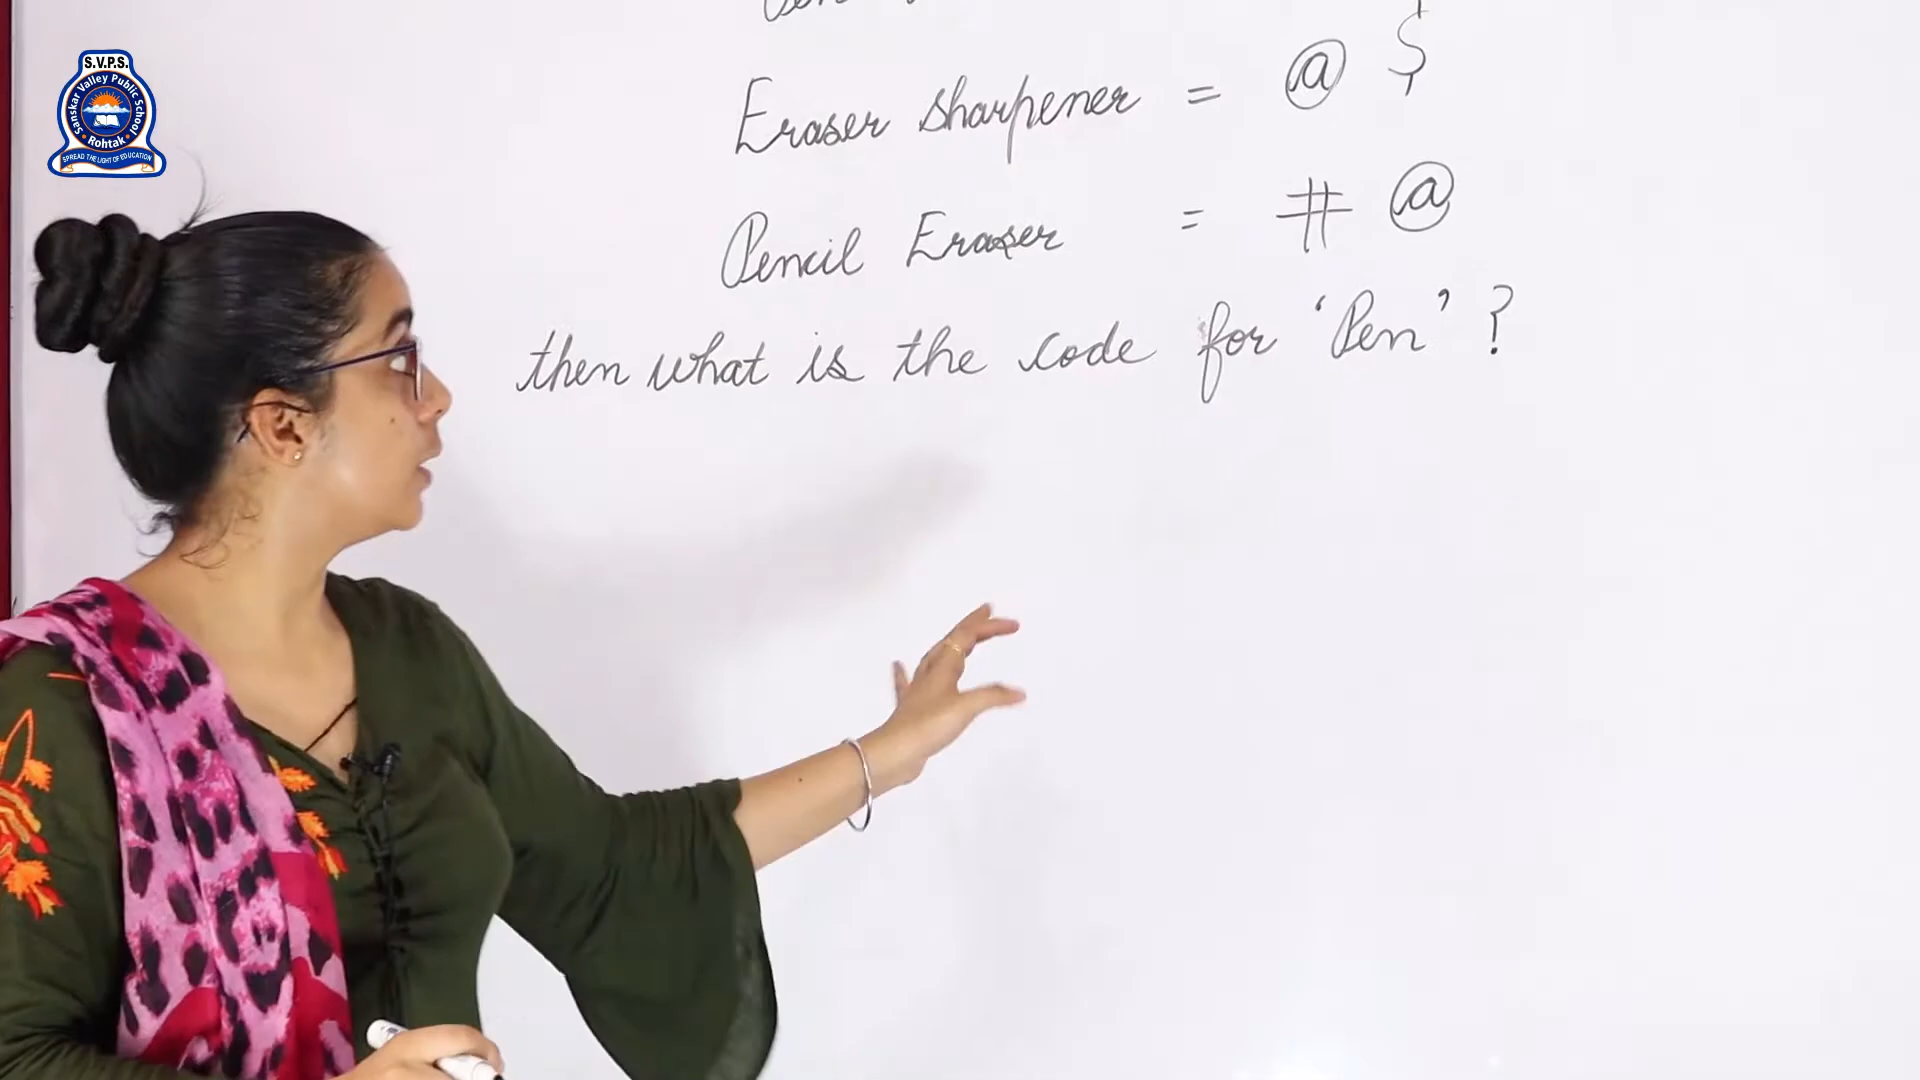 S.V.P.S.
Sanskar Valley Public School
Rohtak
SPREAD THE LIGHT OF EDUCATION
Eraser sharpener = @ $
Pencil Eraser = # @
then what is the code for 'Pen' ?